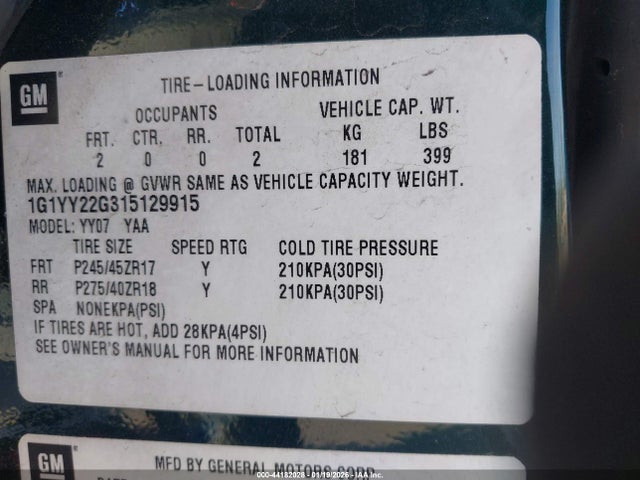 GM
TIRE-LOADING INFORMATION
OCCUPANTS VEHICLE CAP. WT.
FRT. CTR. RR. TOTAL KG LBS
2 0 0 2 181 399
MAX. LOADING @ GVWR SAME AS VEHICLE CAPACITY WEIGHT.
1G1YY22G315129915
MODEL: YY07 YAA
TIRE SIZE SPEED RTG COLD TIRE PRESSURE
FRT P245/45ZR17 Y 210KPA(30PSI)
RR P275/40ZR18 Y 210KPA(30PSI)
SPA NONEKPA(PSI)
IF TIRES ARE HOT, ADD 28KPA(4PSI)
SEE OWNER'S MANUAL FOR MORE INFORMATION
GM
MFD BY GENERAL MOTORS CORP
000-44182026 - 01/19/2026 - IAAI.COM